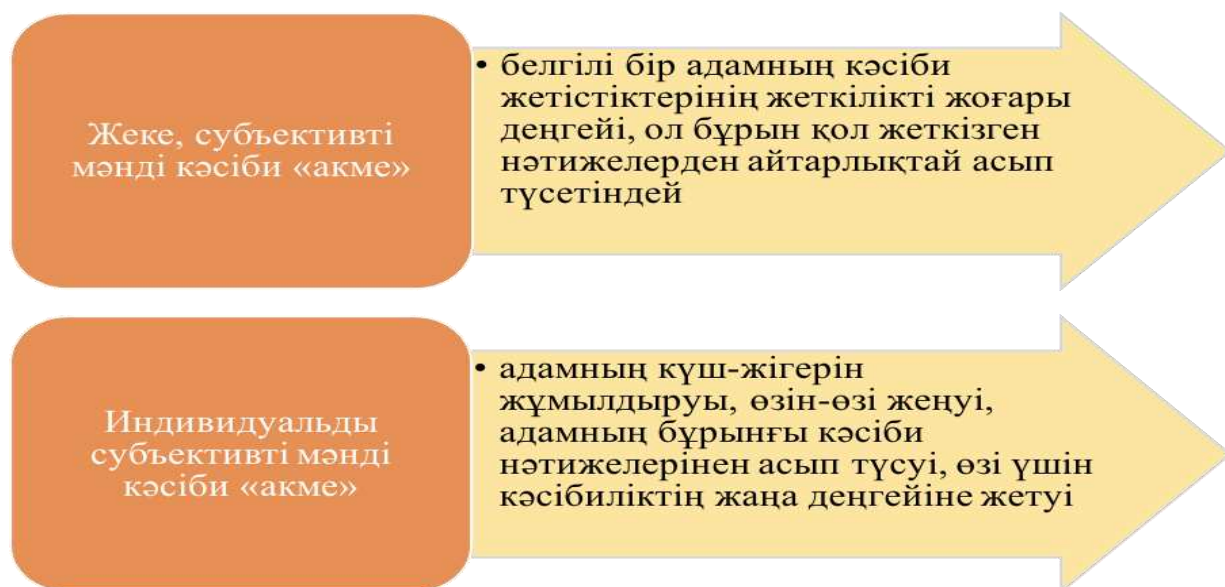 Жеке, субъективті
мәнді кәсіби «акме»
• белгілі бір адамның кәсіби
жетістіктерінің жеткілікті жоғары
деңгейі, ол бұрын қол жеткізген
нәтижелерден айтарлықтай асып
түсетіндей
Индивидуальды
субъективті мәнді
кәсіби «акме»
• адамның күш-жігерін
жұмылдыруы, өзін-өзі жеңуі,
адамның бұрынғы кәсіби
нәтижелерінен асып түсуі, өзі үшін
кәсібиліктің жаңа деңгейіне жетуі